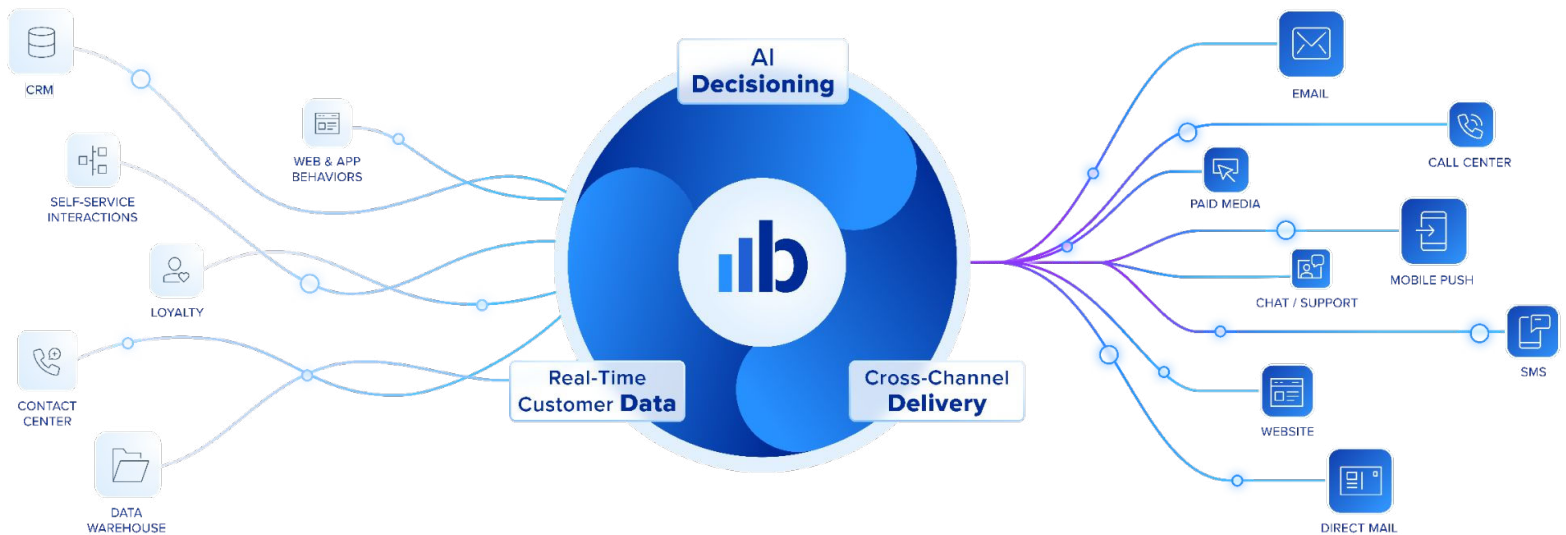 CRM
SELF-SERVICE
INTERACTIONS
WEB & APP
BEHAVIORS
LOYALTY
CONTACT
CENTER
DATA
WAREHOUSE
AI
Decisioning
b
Real-Time
Customer Data
Cross-Channel
Delivery
EMAIL
CALL CENTER
PAID MEDIA
MOBILE PUSH
CHAT / SUPPORT
SMS
WEBSITE
DIRECT MAIL